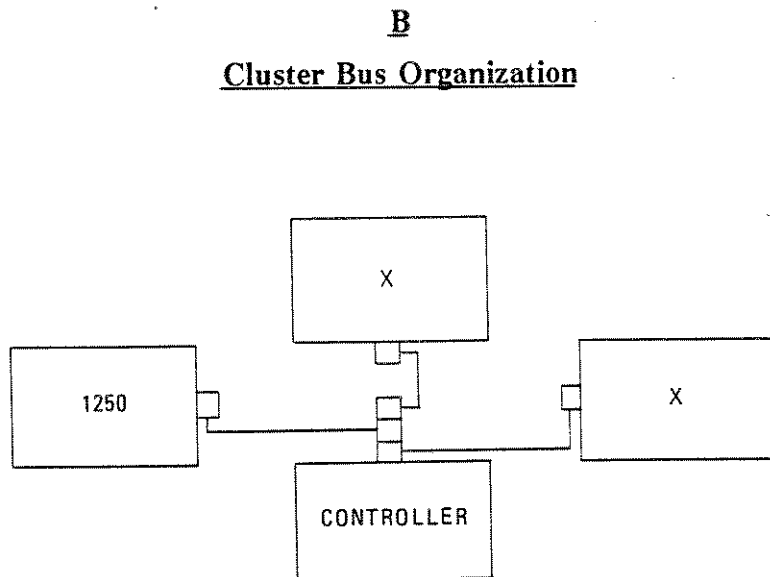 B
Cluster Bus Organization
X
1250
X
CONTROLLER